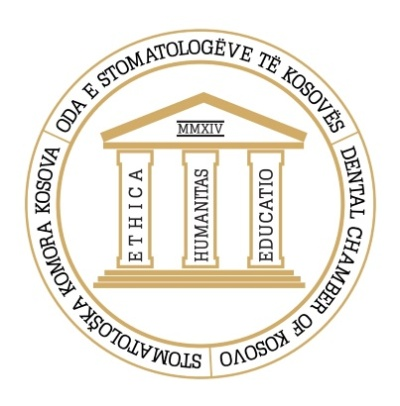 ODA E STOMATOLOGËVE TË KOSOVËS
DENTAL CHAMBER OF KOSOVO
STOMATOLOŠKA KOMORA KOSOVA
MMXIV
ETHICA
HUMANITAS
EDUCATIO